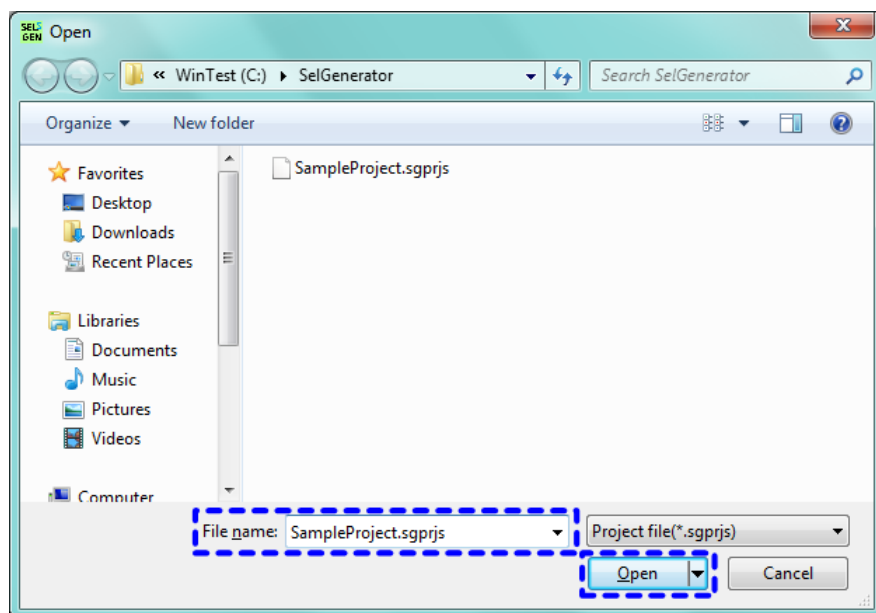 SEL GEN Open
« WinTest (C:) ▸ SelGenerator Search SelGenerator
Organize New folder
Favorites
Desktop
Downloads
Recent Places
Libraries
Documents
Music
Pictures
Videos
Computer
SampleProject.sgprjs
File name: SampleProject.sgprjs Project file(*.sgprjs)
Open Cancel